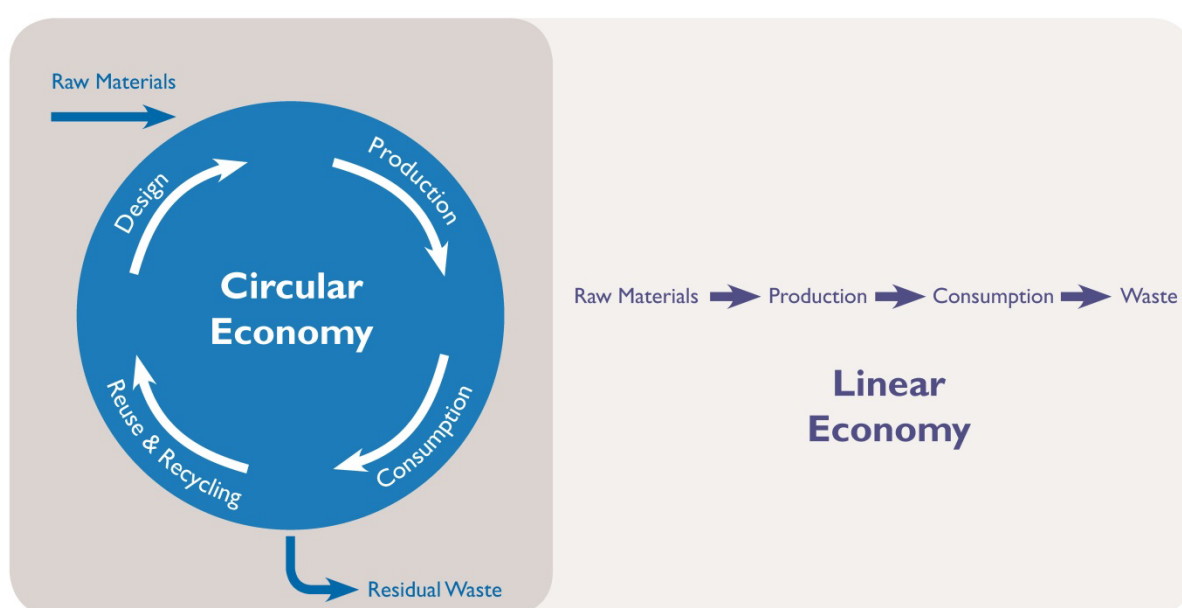 Raw Materials
Design
Production
Circular
Economy
Reuse & Recycling
Consumption
Residual Waste
Raw Materials Production Consumption Waste
Linear
Economy